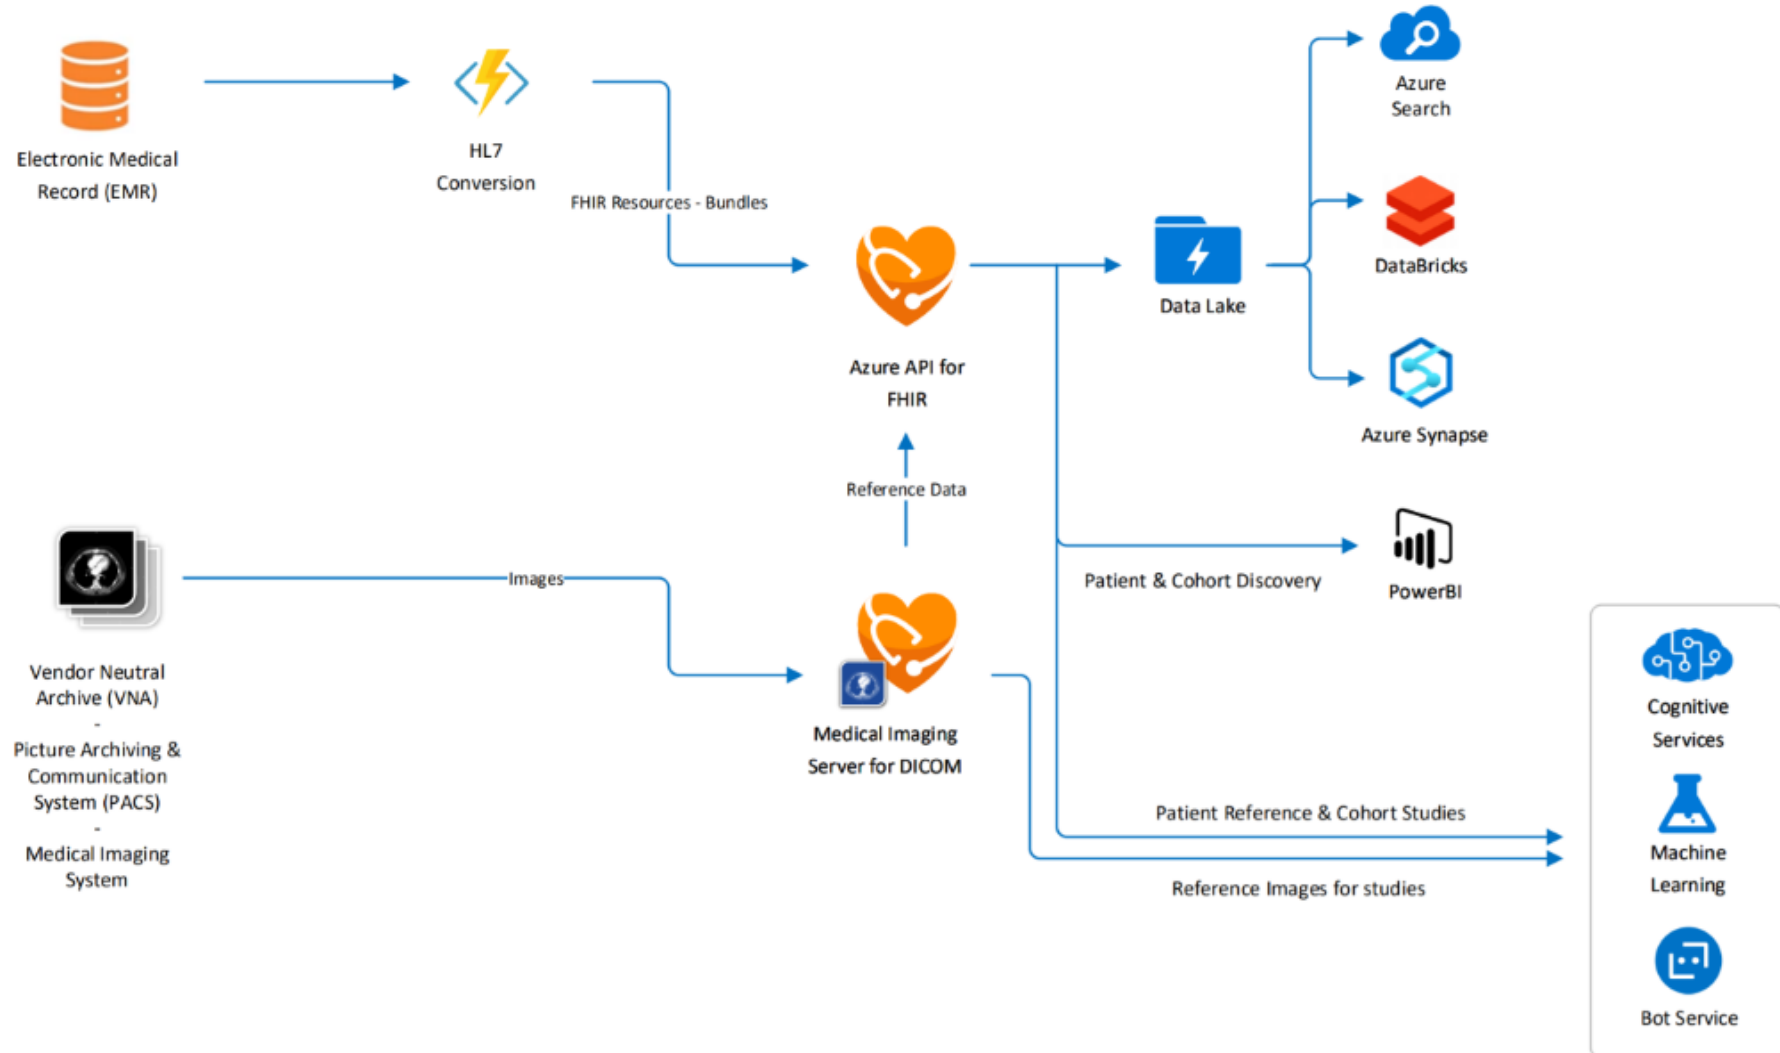 Electronic Medical
Record (EMR)
HL7
Conversion
FHIR Resources - Bundles
Azure API for
FHIR
Reference Data
Data Lake
Azure
Search
DataBricks
Azure Synapse
Patient & Cohort Discovery
PowerBI
Images
Vendor Neutral
Archive (VNA)
-
Picture Archiving &
Communication
System (PACS)
-
Medical Imaging
System
Medical Imaging
Server for DICOM
Patient Reference & Cohort Studies
Reference Images for studies
Cognitive
Services
Machine
Learning
Bot Service